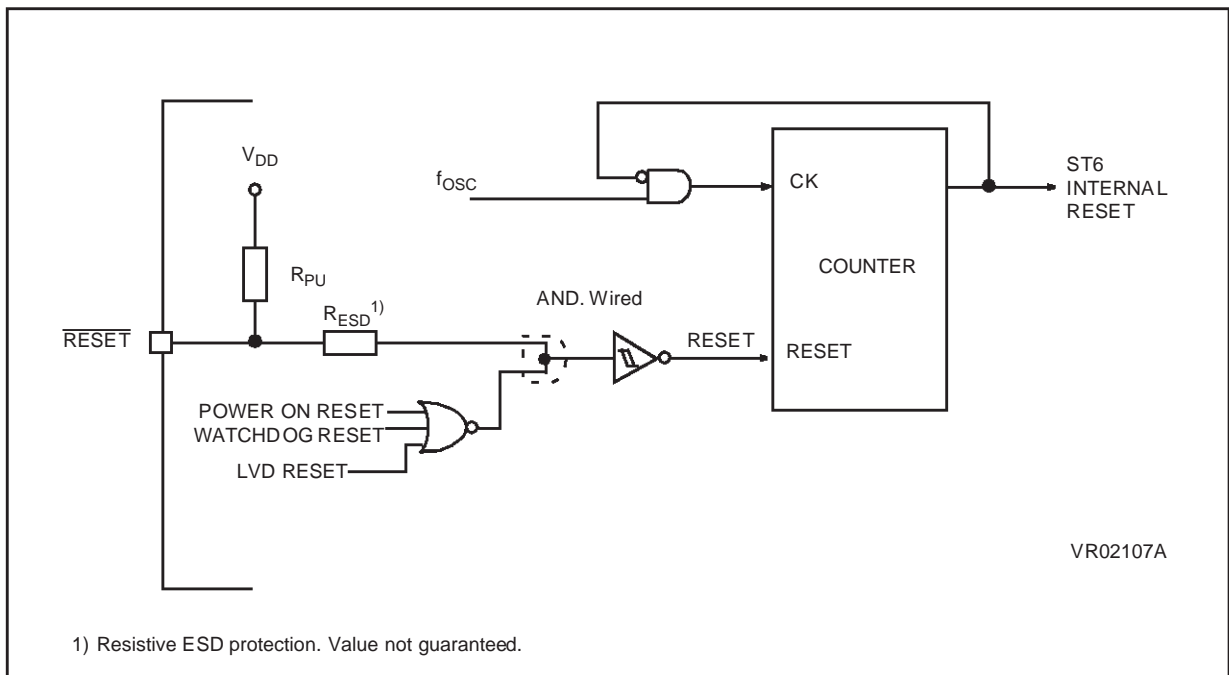 V_DD
f_OSC
CK
ST6
INTERNAL
RESET
R_PU
COUNTER
AND. Wired
R_ESD^1)
RESET
RESET
RESET
POWER ON RESET
WATCHDOG RESET
LVD RESET
VR02107A
1) Resistive ESD protection. Value not guaranteed.